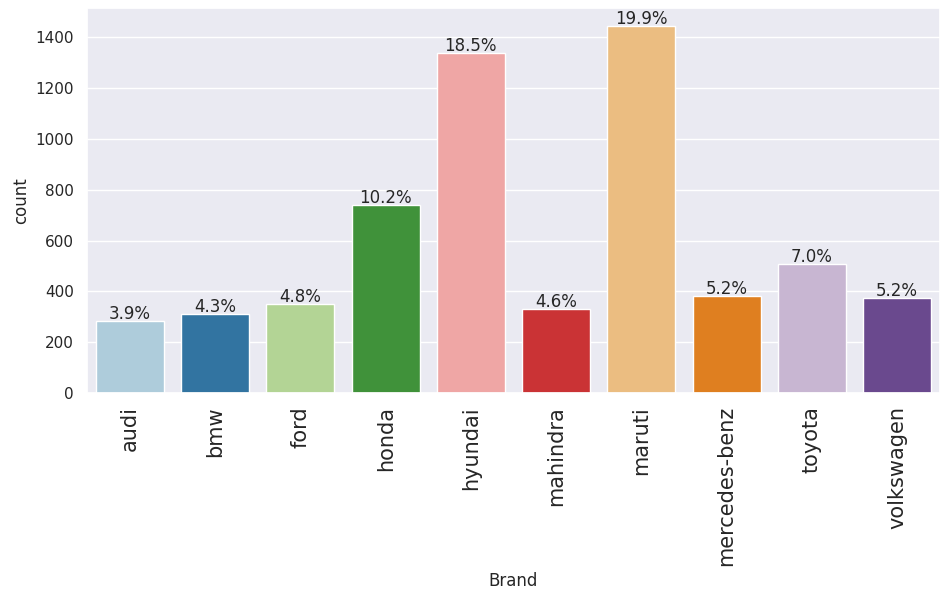 1400
1200
1000
800
600
400
200
0
count
3.9%
4.3%
4.8%
10.2%
18.5%
4.6%
19.9%
5.2%
7.0%
5.2%
audi
bmw
ford
honda
hyundai
mahindra
maruti
mercedes-benz
toyota
volkswagen
Brand